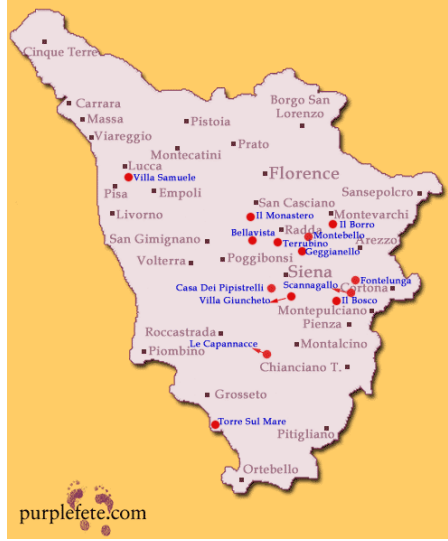 Cinque Terre
Carrara
Massa
Borgo San
Lorenzo
Pistoia
Viareggio
Prato
Montecatini
Lucca
Florence
Villa Samuele
Pisa
Empoli
Sansepolcro
San Casciano
Livorno
Il Monastero
Montevarchi
Il Borro
Bellavista
Radda
Montebello
San Gimignano
Terrubino
Arezzo
Geggianello
Volterra
Poggibonsi
Siena
Scannagallo
Fontelunga
Casa Dei Pipistrelli
Cortona
Villa Giuncheto
Il Bosco
Montepulciano
Pienza
Roccastrada
Le Capannacce
Montalcino
Piombino
Chianciano T.
Grosseto
Torre Sul Mare
Pitigliano
Ortebello
purplefete.com